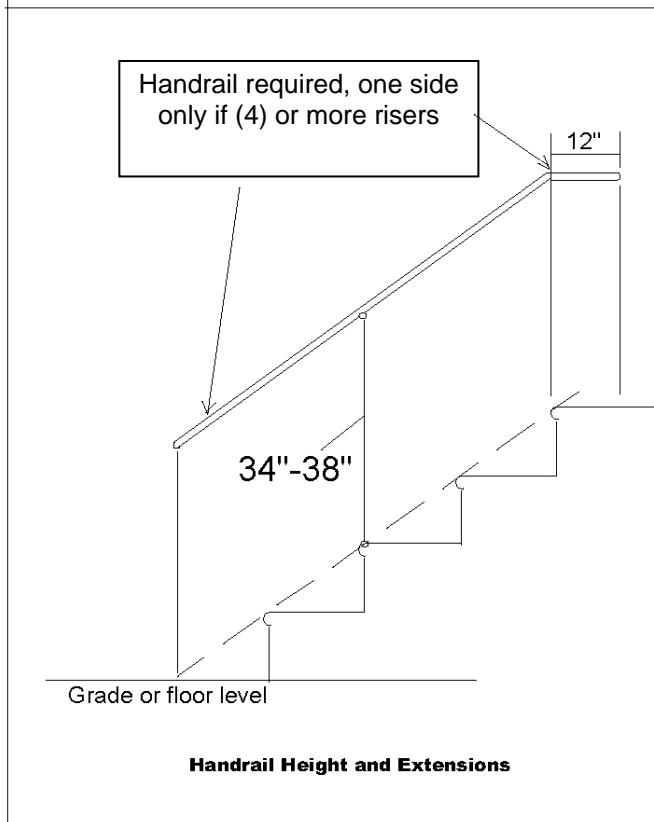 Handrail required, one side
only if (4) or more risers
12"
34"-38"
Grade or floor level
Handrail Height and Extensions